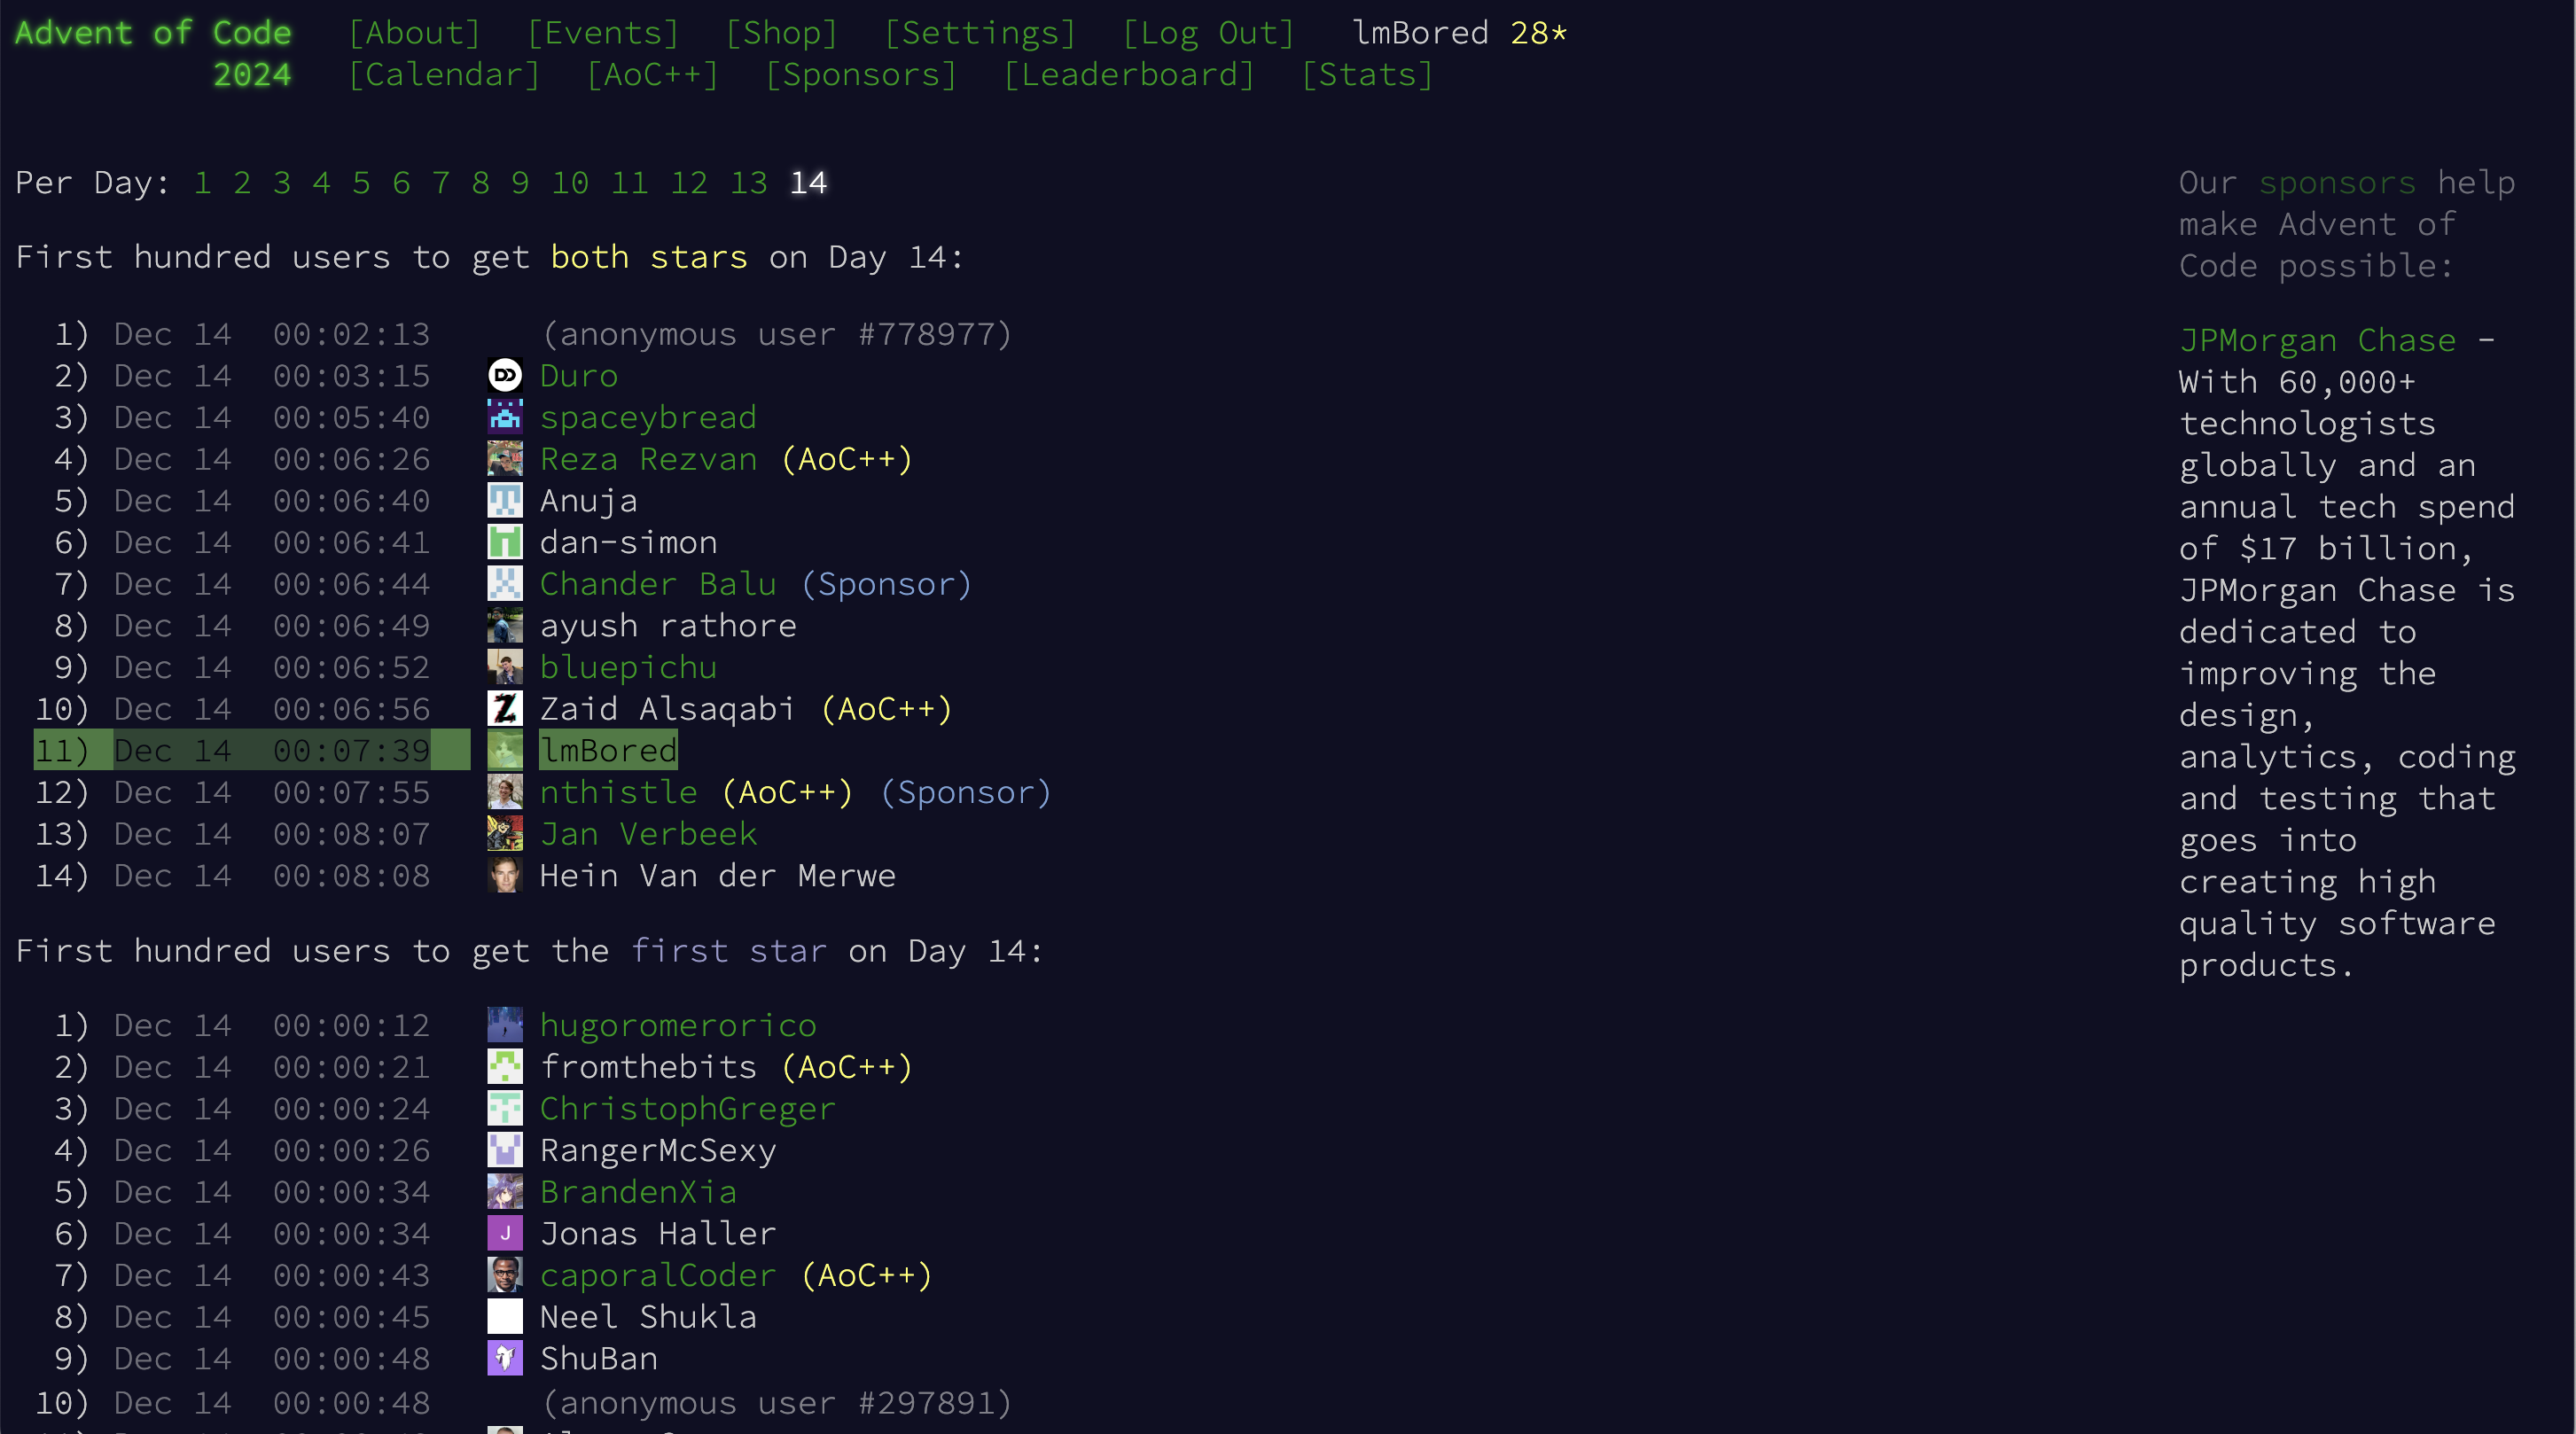 Advent of Code [About] [Events] [Shop] [Settings] [Log Out] lmBored 28*
2024 [Calendar] [AoC++] [Sponsors] [Leaderboard] [Stats]
Per Day: 1 2 3 4 5 6 7 8 9 10 11 12 13 14
First hundred users to get both stars on Day 14:
1) Dec 14 00:02:13 (anonymous user #778977)
2) Dec 14 00:03:15 Duro
3) Dec 14 00:05:40 spaceybread
4) Dec 14 00:06:26 Reza Rezvan (AoC++)
5) Dec 14 00:06:40 Anuja
6) Dec 14 00:06:41 dan-simon
7) Dec 14 00:06:44 Chander Balu (Sponsor)
8) Dec 14 00:06:49 ayush rathore
9) Dec 14 00:06:52 bluepichu
10) Dec 14 00:06:56 Zaid Alsaqabi (AoC++)
11) Dec 14 00:07:39 lmBored
12) Dec 14 00:07:55 nthistle (AoC++) (Sponsor)
13) Dec 14 00:08:07 Jan Verbeek
14) Dec 14 00:08:08 Hein Van der Merwe
First hundred users to get the first star on Day 14:
1) Dec 14 00:00:12 hugoromerorico
2) Dec 14 00:00:21 fromthebits (AoC++)
3) Dec 14 00:00:24 ChristophGreger
4) Dec 14 00:00:26 RangerMcSexy
5) Dec 14 00:00:34 BrandenXia
6) Dec 14 00:00:34 Jonas Haller
7) Dec 14 00:00:43 caporalCoder (AoC++)
8) Dec 14 00:00:45 Neel Shukla
9) Dec 14 00:00:48 ShuBan
10) Dec 14 00:00:48 (anonymous user #297891)
Our sponsors help
make Advent of
Code possible:
JPMorgan Chase -
With 60,000+
technologists
globally and an
annual tech spend
of $17 billion,
JPMorgan Chase is
dedicated to
improving the
design,
analytics, coding
and testing that
goes into
creating high
quality software
products.